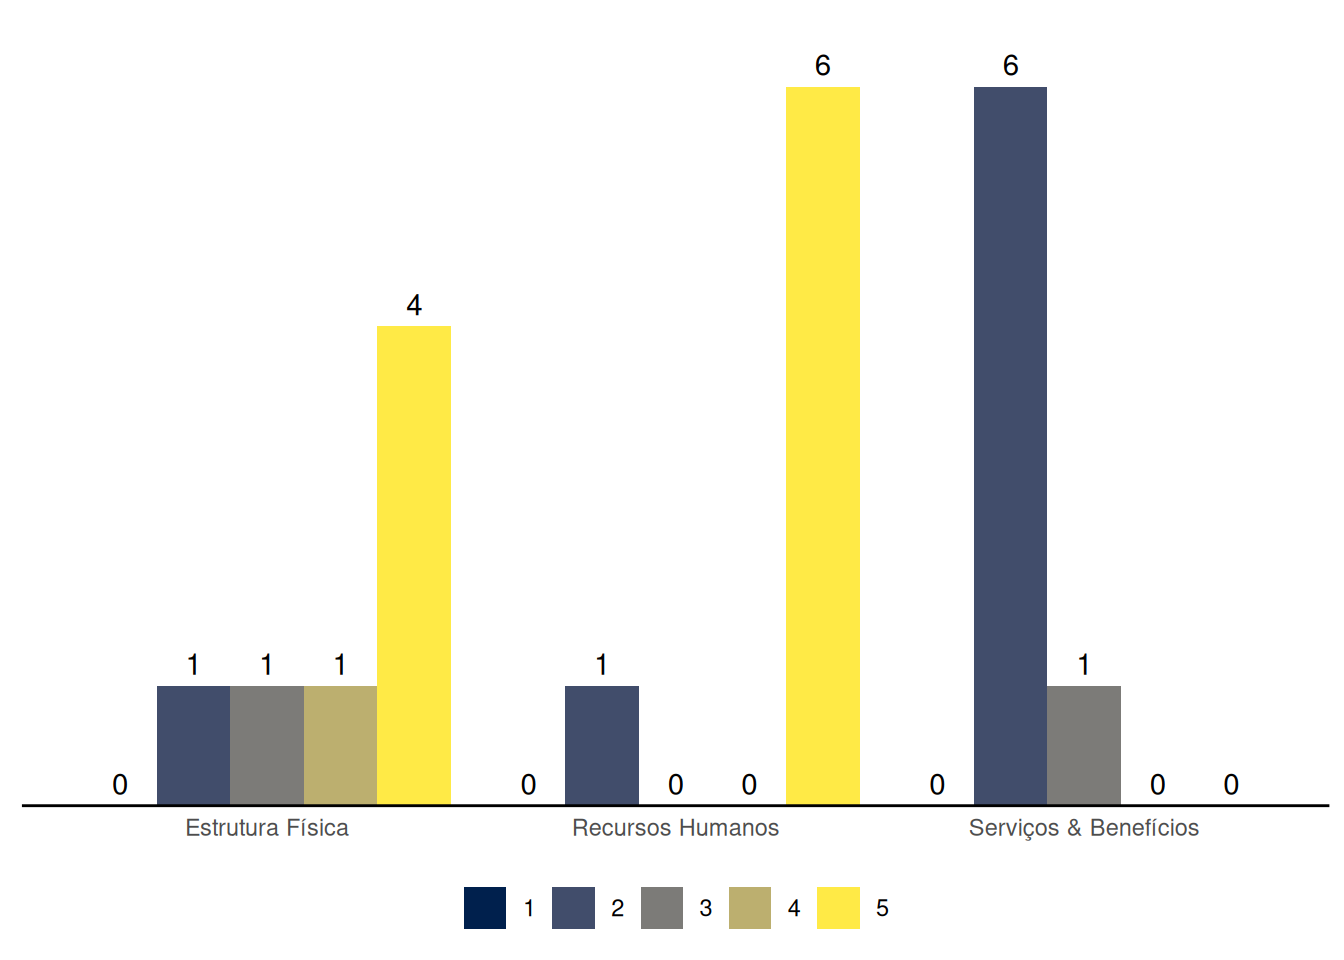 6 6
4
1 1 1 1 1
0 0 0 0 0 0 0
Estrutura Física Recursos Humanos Serviços & Benefícios
1 2 3 4 5